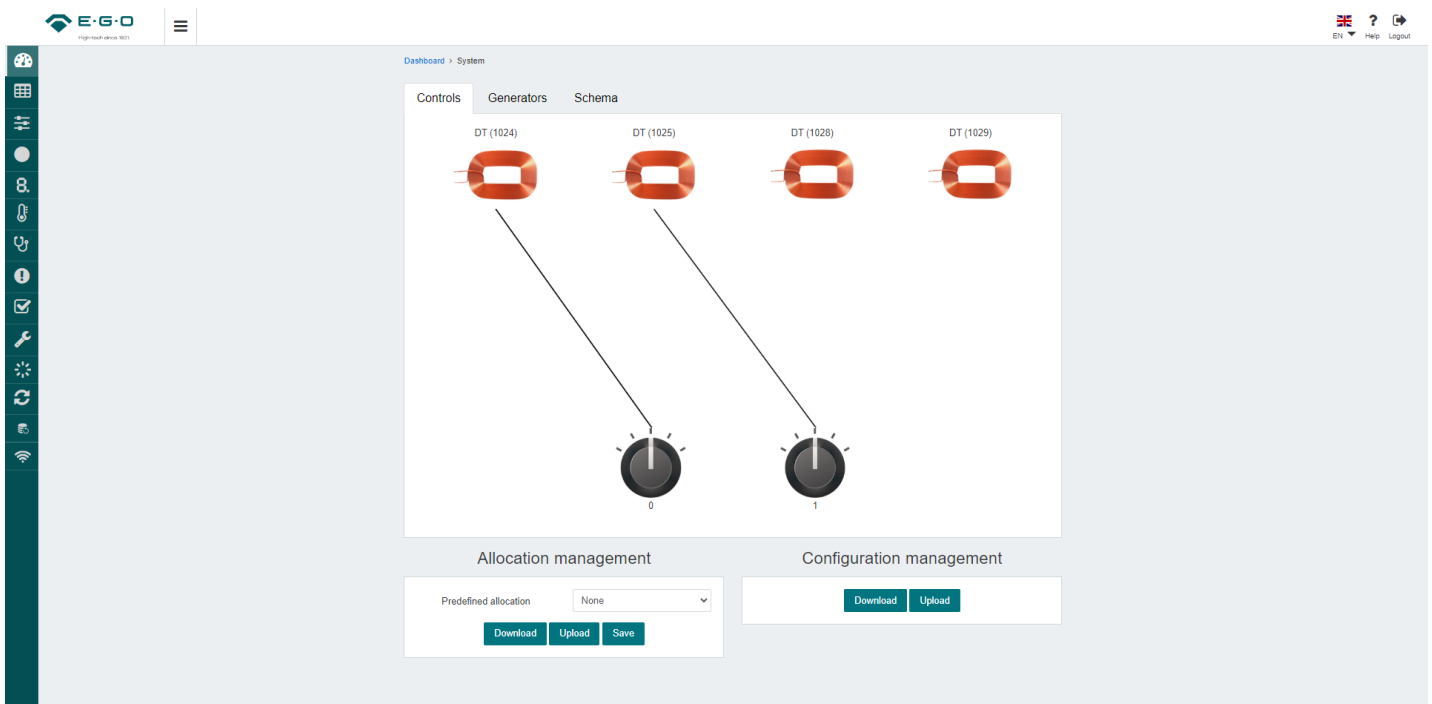 E·G·O
High-tech since 1931
EN Help Logout
Dashboard > System
Controls Generators Schema
DT (1024) DT (1025) DT (1028) DT (1029)
8.
0 1
Allocation management Configuration management
Predefined allocation None
Download Upload
Download Upload Save